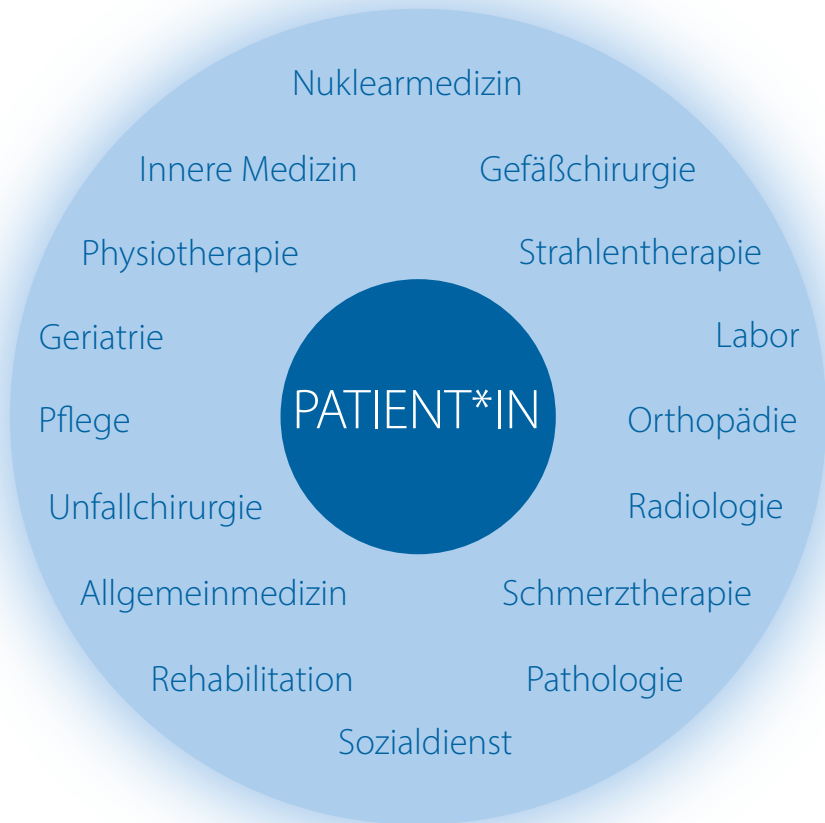 Nuklearmedizin
Innere Medizin
Gefäßchirurgie
Physiotherapie
Strahlentherapie
Geriatrie
Labor
PATIENT*IN
Pflege
Orthopädie
Unfallchirurgie
Radiologie
Allgemeinmedizin
Schmerztherapie
Rehabilitation
Pathologie
Sozialdienst